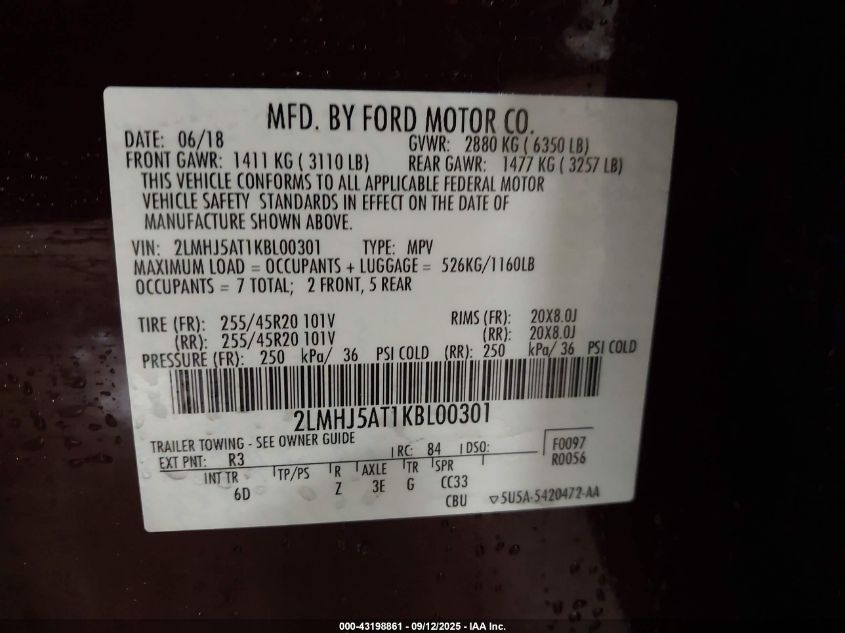 MFD. BY FORD MOTOR CO.
DATE: 06/18 GVWR: 2880 KG ( 6350 LB)
FRONT GAWR: 1411 KG ( 3110 LB) REAR GAWR: 1477 KG ( 3257 LB)
THIS VEHICLE CONFORMS TO ALL APPLICABLE FEDERAL MOTOR
VEHICLE SAFETY STANDARDS IN EFFECT ON THE DATE OF
MANUFACTURE SHOWN ABOVE.
VIN: 2LMHJ5AT1KBL00301 TYPE: MPV
MAXIMUM LOAD = OCCUPANTS + LUGGAGE = 526KG/1160LB
OCCUPANTS = 7 TOTAL; 2 FRONT, 5 REAR
TIRE (FR): 255/45R20 101V RIMS (FR): 20X8.0J
(RR): 255/45R20 101V (RR): 20X8.0J
PRESSURE (FR): 250 kPa/ 36 PSI COLD (RR): 250 kPa/ 36 PSI COLD
2LMHJ5AT1KBL00301
TRAILER TOWING - SEE OWNER GUIDE
EXT PNT: R3 RC: 84 DSO: F0097
R0056
INT TR TP/PS R AXLE TR SPR
6D Z 3E G CC33
CBU 5U5A-5420472-AA
000-43198861 - 09/12/2025 - IAA Inc.